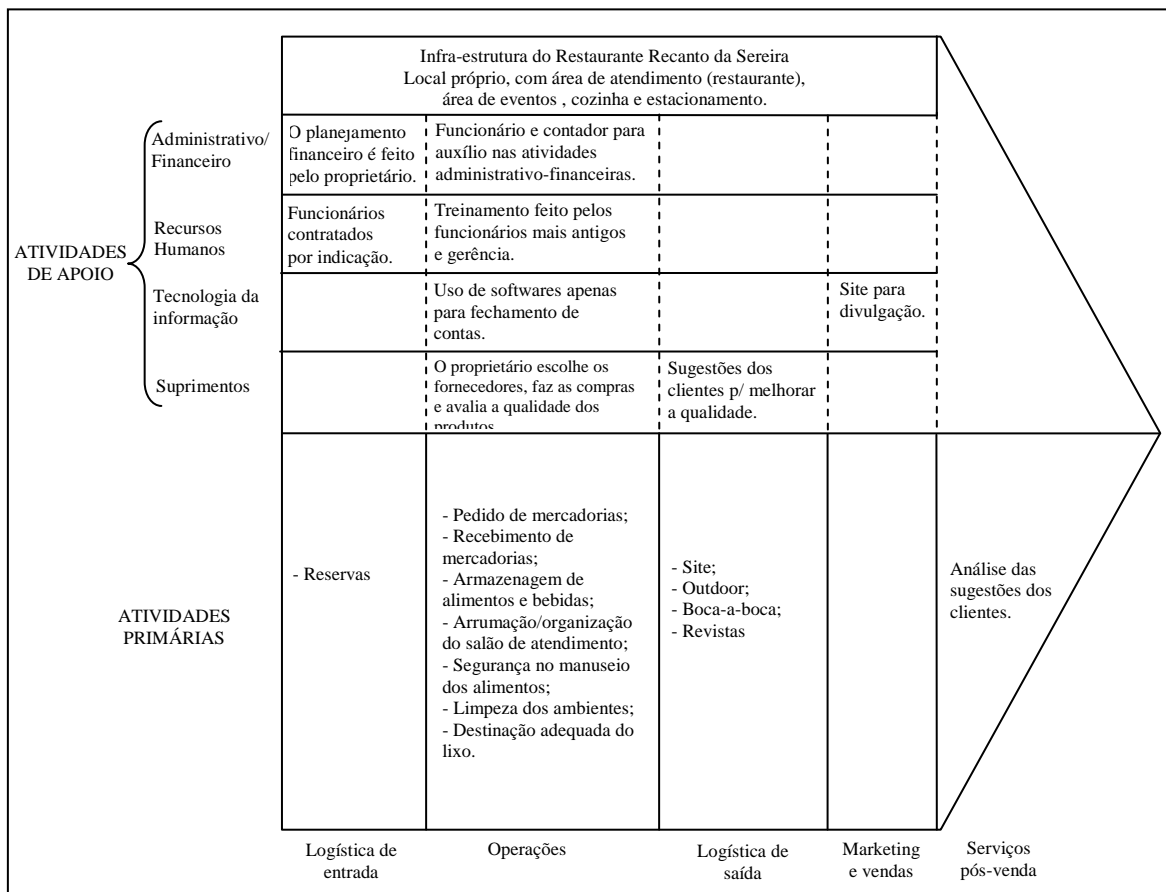 Infra-estrutura do Restaurante Recanto da Sereira
Local próprio, com área de atendimento (restaurante),
área de eventos , cozinha e estacionamento.
ATIVIDADES
DE APOIO
Administrativo/
Financeiro
O planejamento
financeiro é feito
pelo proprietário.
Funcionário e contador para
auxílio nas atividades
administrativo-financeiras.
Recursos
Humanos
Funcionários
contratados
por indicação.
Treinamento feito pelos
funcionários mais antigos
e gerência.
Tecnologia da
informação
Uso de softwares apenas
para fechamento de
contas.
Site para
divulgação.
Suprimentos
O proprietário escolhe os
fornecedores, faz as compras
e avalia a qualidade dos
produtos
Sugestões dos
clientes p/ melhorar
a qualidade.
ATIVIDADES
PRIMÁRIAS
- Reservas
- Pedido de mercadorias;
- Recebimento de
mercadorias;
- Armazenagem de
alimentos e bebidas;
- Arrumação/organização
do salão de atendimento;
- Segurança no manuseio
dos alimentos;
- Limpeza dos ambientes;
- Destinação adequada do
lixo.
- Site;
- Outdoor;
- Boca-a-boca;
- Revistas
Análise das
sugestões dos
clientes.
Logística de
entrada
Operações
Logística de
saída
Marketing
e vendas
Serviços
pós-venda